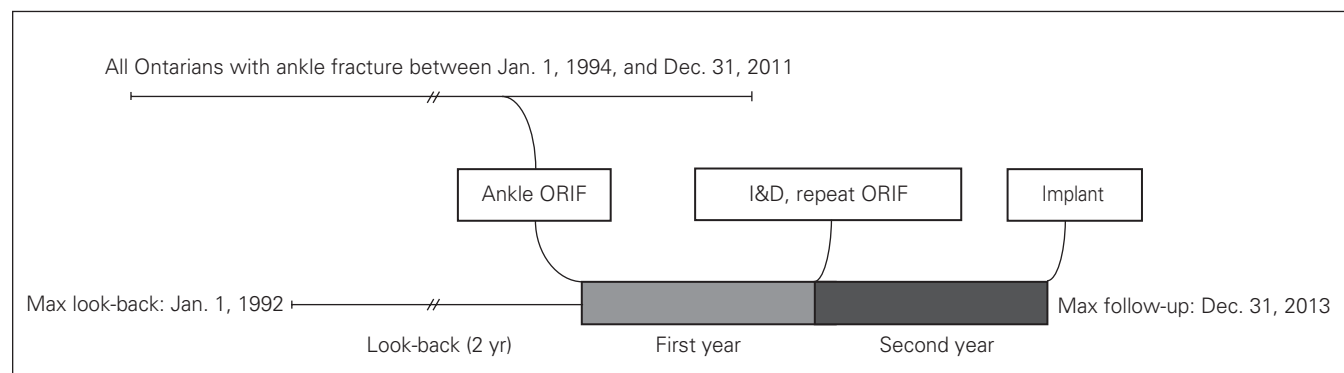 All Ontarians with ankle fracture between Jan. 1, 1994, and Dec. 31, 2011
Ankle ORIF
I&D, repeat ORIF
Implant
Max look-back: Jan. 1, 1992
Max follow-up: Dec. 31, 2013
Look-back (2 yr)
First year
Second year